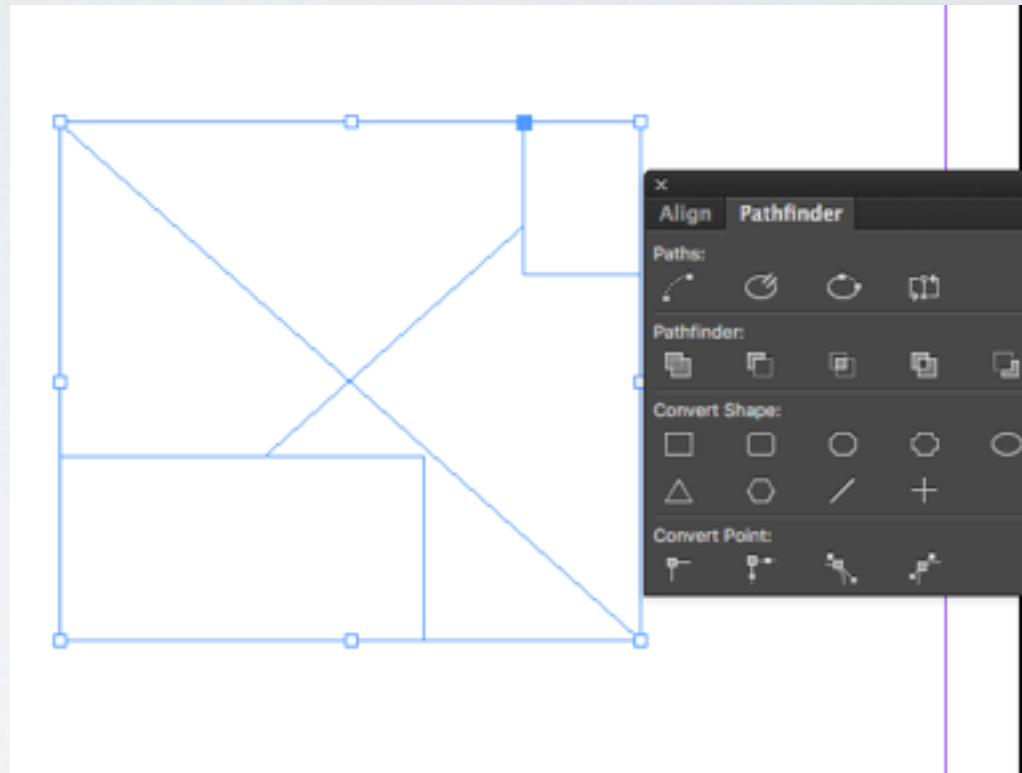 Align Pathfinder
Paths:
Pathfinder:
Convert Shape:
Convert Point: